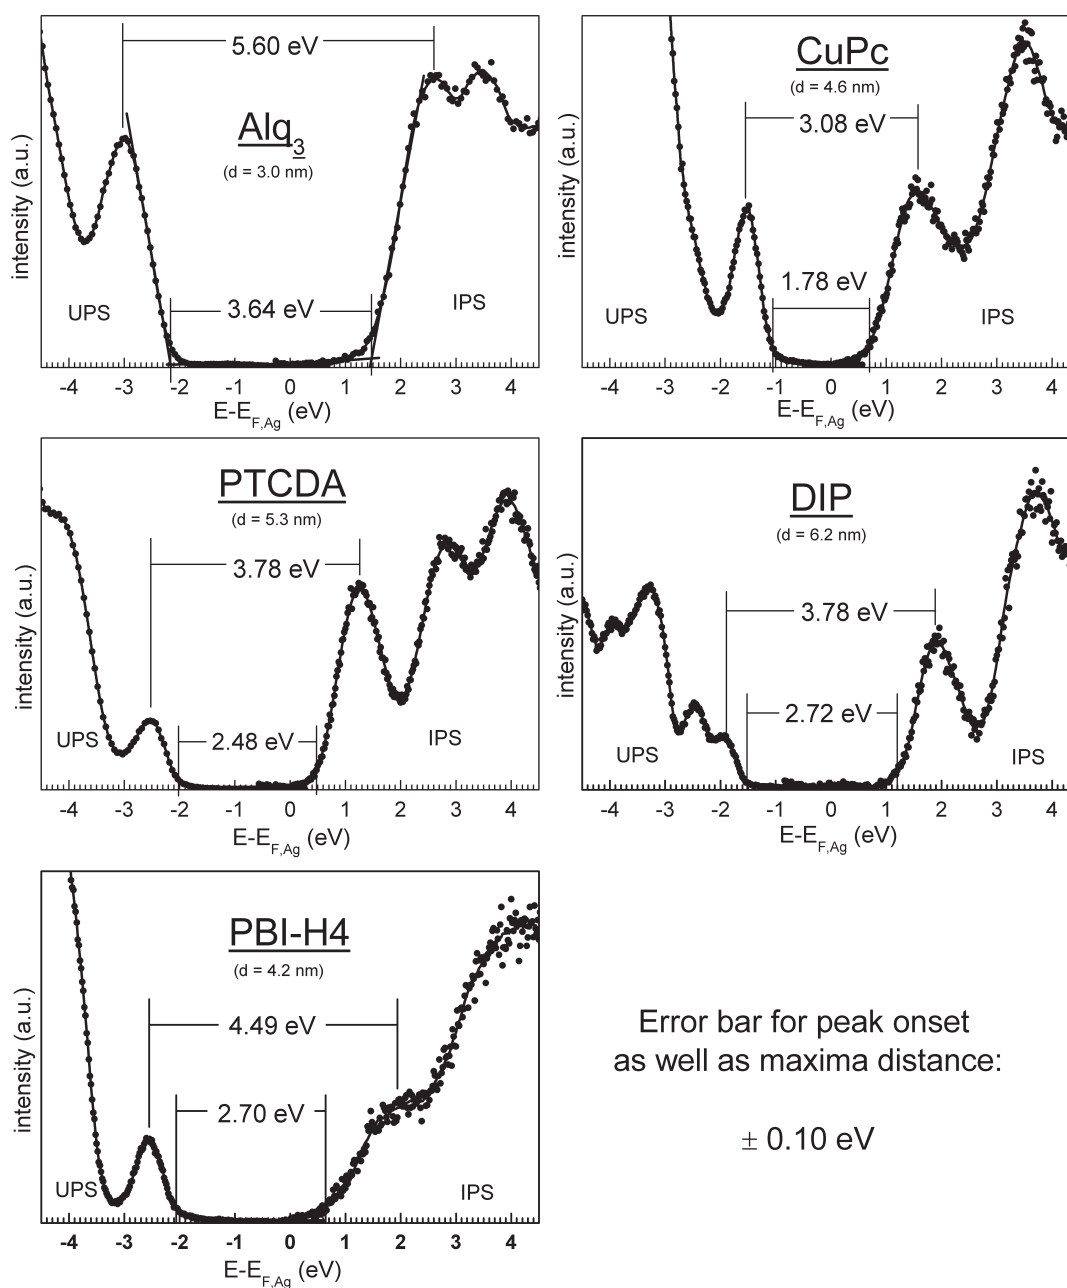 5.60 eV
Alq3
(d = 3.0 nm)
3.64 eV
UPS
IPS
intensity (a.u.)
-4 -3 -2 -1 0 1 2 3 4
E-EF,Ag (eV)
CuPc
(d = 4.6 nm)
3.08 eV
1.78 eV
UPS
IPS
intensity (a.u.)
-4 -3 -2 -1 0 1 2 3 4
E-EF,Ag (eV)
PTCDA
(d = 5.3 nm)
3.78 eV
2.48 eV
UPS
IPS
intensity (a.u.)
-4 -3 -2 -1 0 1 2 3 4
E-EF,Ag (eV)
DIP
(d = 6.2 nm)
3.78 eV
2.72 eV
UPS
IPS
intensity (a.u.)
-4 -3 -2 -1 0 1 2 3 4
E-EF,Ag (eV)
PBI-H4
(d = 4.2 nm)
4.49 eV
2.70 eV
UPS
IPS
intensity (a.u.)
-4 -3 -2 -1 0 1 2 3 4
E-EF,Ag (eV)
Error bar for peak onset
as well as maxima distance:
± 0.10 eV